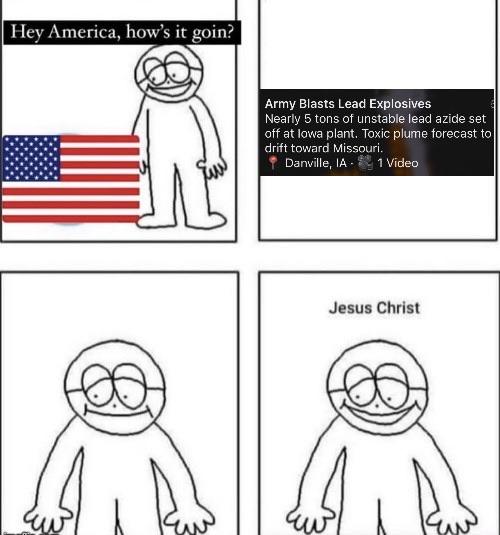 Hey America, how's it goin?
Army Blasts Lead Explosives
Nearly 5 tons of unstable lead azide set
off at Iowa plant. Toxic plume forecast to
drift toward Missouri.
📍 Danville, IA · 🎥 1 Video
Jesus Christ